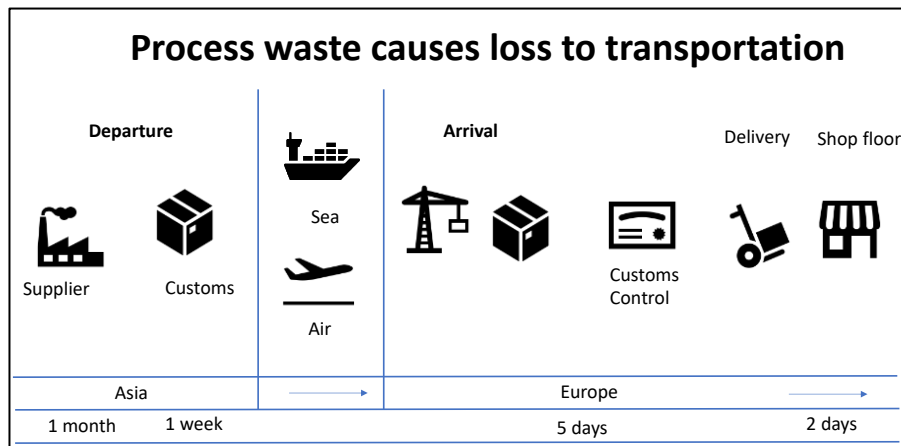 Process waste causes loss to transportation
Departure
Arrival
Delivery
Shop floor
Sea
Supplier
Customs
Air
Customs
Control
Asia
Europe
1 month
1 week
5 days
2 days